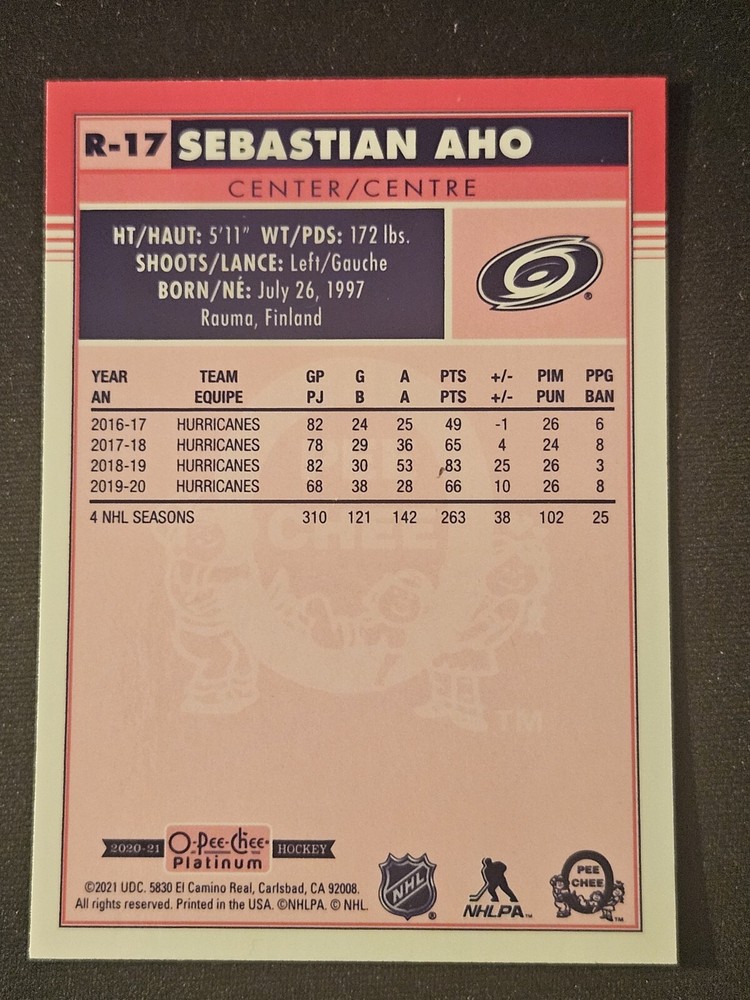 R-17 SEBASTIAN AHO
CENTER/CENTRE
HT/HAUT: 5'11" WT/PDS: 172 lbs.
SHOOTS/LANCE: Left/Gauche
BORN/NÉ: July 26, 1997
Rauma, Finland
®
YEAR TEAM GP G A PTS +/- PIM PPG
AN EQUIPE PJ B A PTS +/- PUN BAN
2016-17 HURRICANES 82 24 25 49 -1 26 6
2017-18 HURRICANES 78 29 36 65 4 24 8
2018-19 HURRICANES 82 30 53 83 25 26 3
2019-20 HURRICANES 68 38 28 66 10 26 8
4 NHL SEASONS 310 121 142 263 38 102 25
PEE
CHEE
TM
2020-21 O-Pee-Chee Platinum HOCKEY
©2021 UDC. 5830 El Camino Real, Carlsbad, CA 92008.
All rights reserved. Printed in the USA. ©NHLPA. © NHL.
NHL ®
NHLPA™
PEE
CHEE
TM